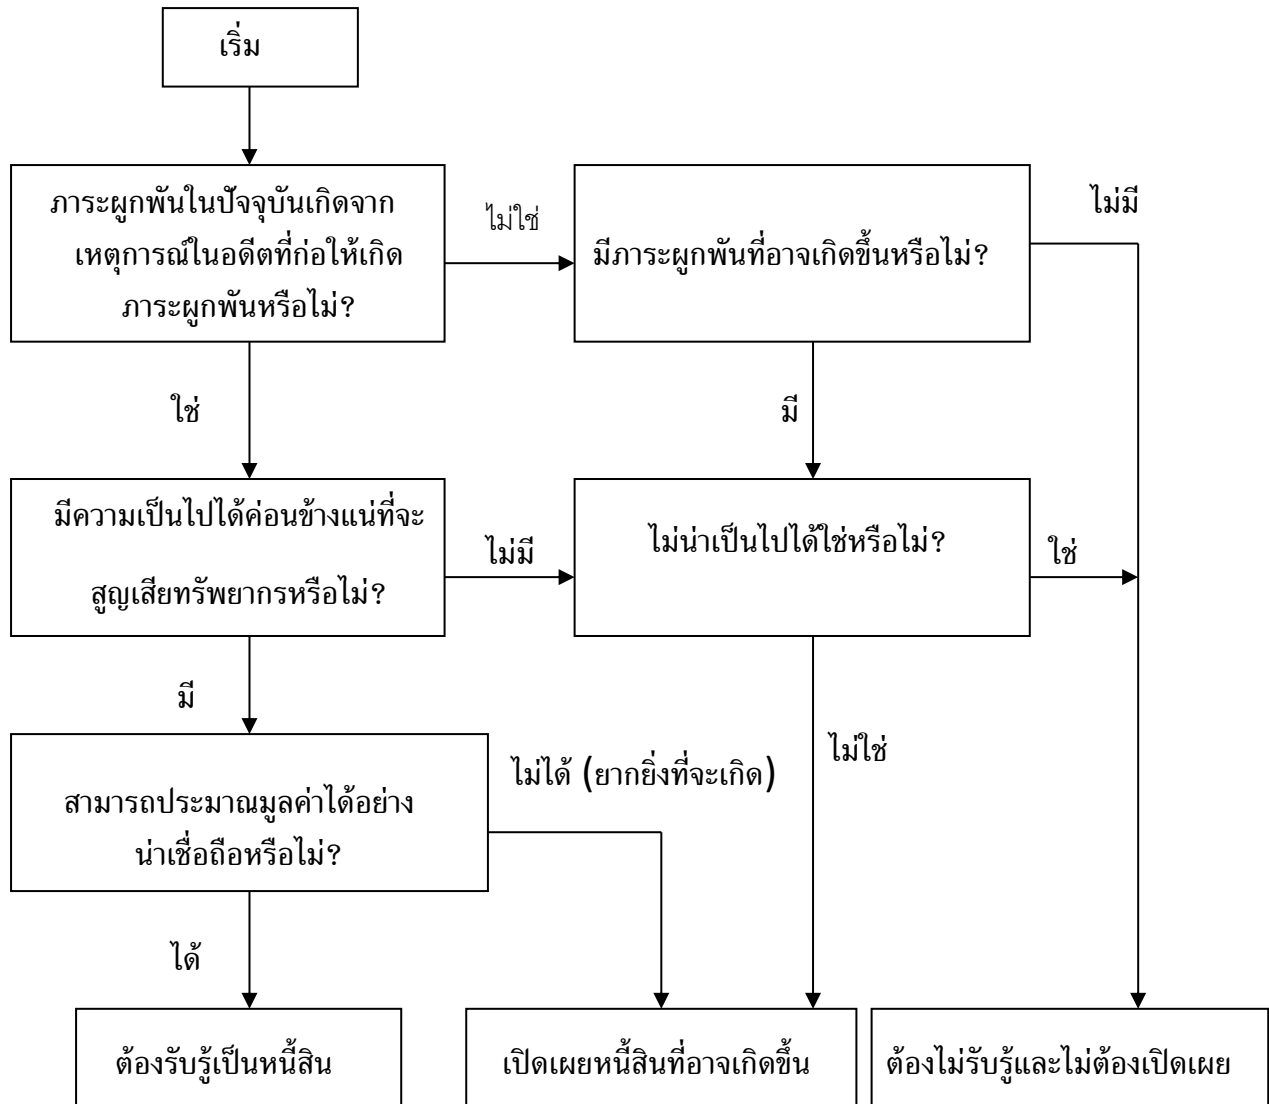 เริ่ม
ภาระผูกพันในปัจจุบันเกิดจาก
เหตุการณ์ในอดีตที่ก่อให้เกิด
ภาระผูกพันหรือไม่?
ไม่ใช่
มีภาระผูกพันที่อาจเกิดขึ้นหรือไม่?
ไม่มี
ใช่
มี
มีความเป็นไปได้ค่อนข้างแน่ที่จะ
สูญเสียทรัพยากรหรือไม่?
ไม่มี
ไม่น่าเป็นไปได้ใช่หรือไม่?
ใช่
มี
ไม่ใช่
สามารถประมาณมูลค่าได้อย่าง
น่าเชื่อถือหรือไม่?
ไม่ได้ (ยากยิ่งที่จะเกิด)
ได้
ต้องรับรู้เป็นหนี้สิน
เปิดเผยหนี้สินที่อาจเกิดขึ้น
ต้องไม่รับรู้และไม่ต้องเปิดเผย